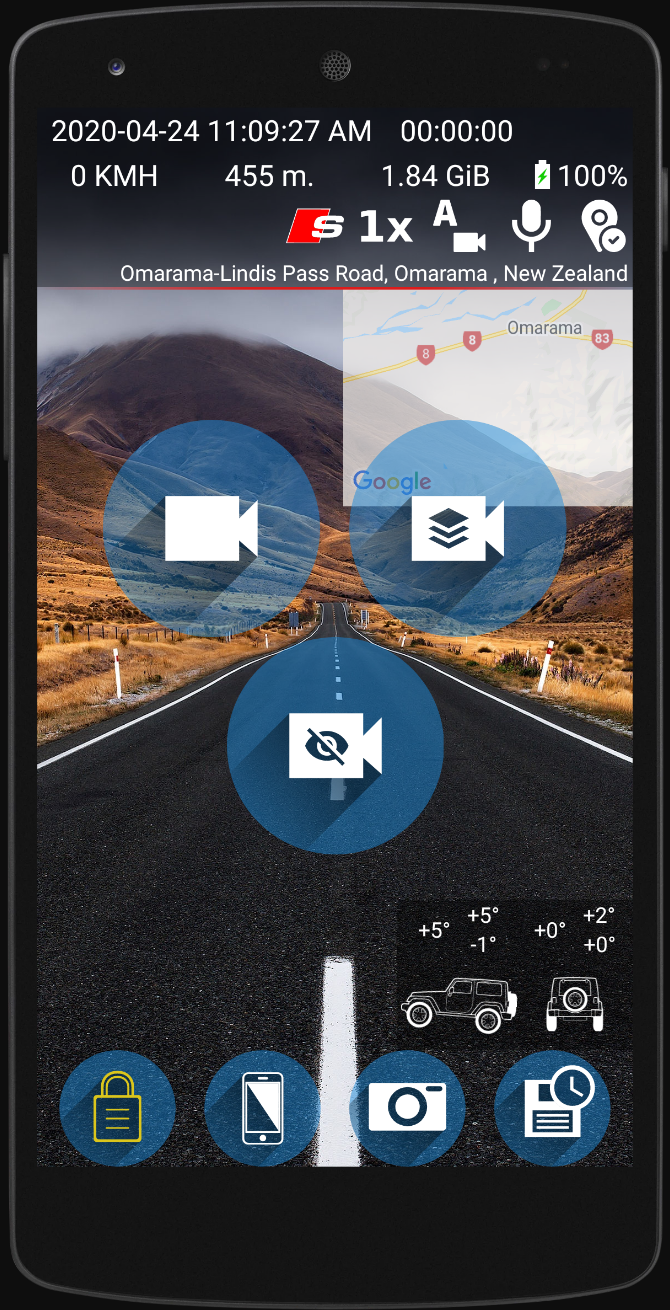 2020-04-24 11:09:27 AM 00:00:00
0 KMH 455 m. 1.84 GiB 100%
S 1x A
Omarama-Lindis Pass Road, Omarama , New Zealand
Omarama
8 8 83
Google
+5° +5° +0° +2°
-1° +0°